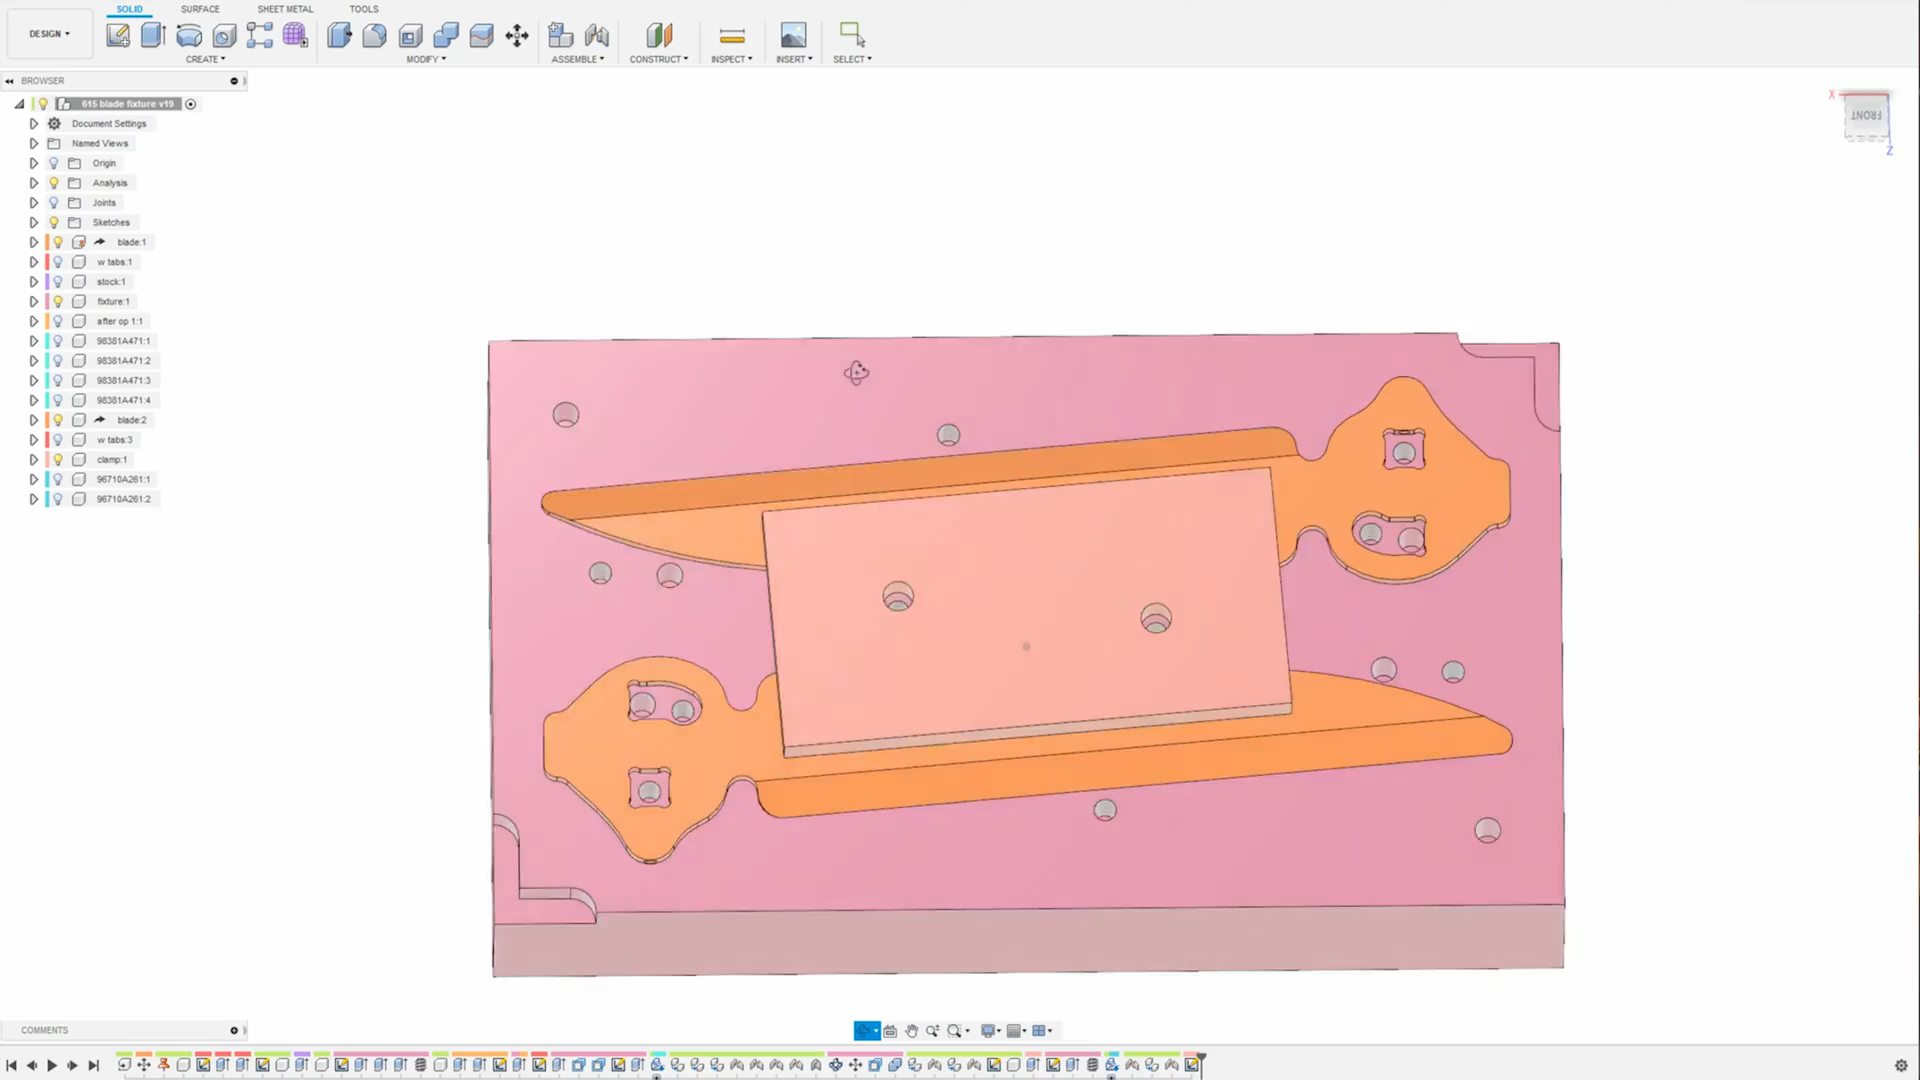 SOLID SURFACE SHEET METAL TOOLS
DESIGN
CREATE MODIFY ASSEMBLE CONSTRUCT INSPECT INSERT SELECT
BROWSER
615 blade fixture v19
Document Settings
Named Views
Origin
Analysis
Joints
Sketches
blade:1
w tabs:1
stock:1
fixture:1
after op 1:1
98381A471:1
98381A471:2
98381A471:3
98381A471:4
blade:2
w tabs:3
clamp:1
96710A261:1
96710A261:2
X
FRONT
Z
COMMENTS